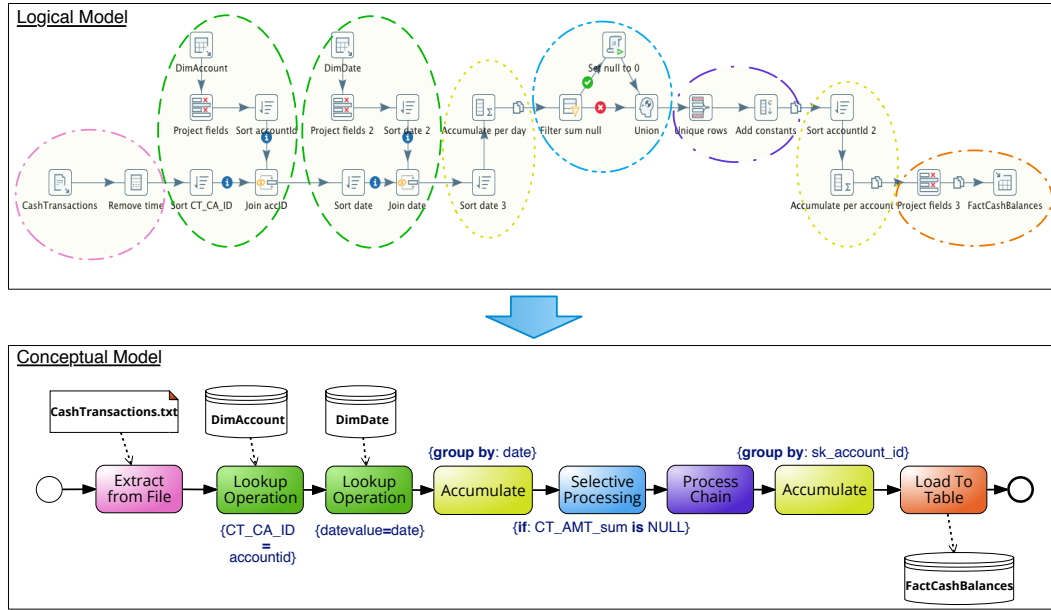 Logical Model
DimAccount
DimDate
Set null to 0
Project fields
Sort accountId
Project fields 2
Sort date 2
Accumulate per day
Filter sum null
Union
Unique rows
Add constants
Sort accountId 2
CashTransactions
Remove time
Sort CT_CA_ID
Join accID
Sort date
Join date
Sort date 3
Accumulate per account
Project fields 3
FactCashBalances
Conceptual Model
CashTransactions.txt
DimAccount
DimDate
{group by: date}
{group by: sk_account_id}
Extract
from File
Lookup
Operation
Lookup
Operation
Accumulate
Selective
Processing
Process
Chain
Accumulate
Load To
Table
{CT_CA_ID
=
accountid}
{datevalue=date}
{if: CT_AMT_sum is NULL}
FactCashBalances